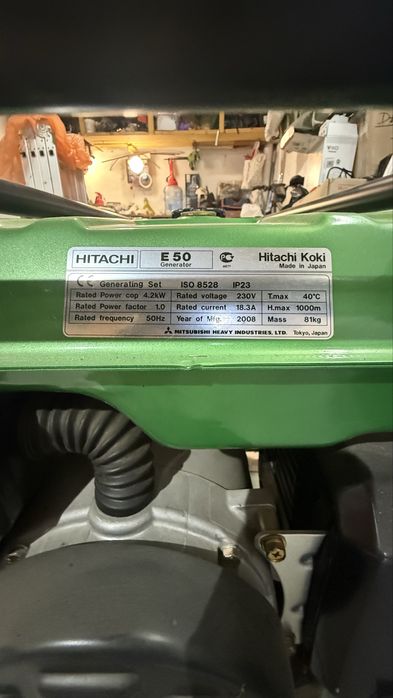 HITACHI E 50 Generator Hitachi Koki
Made in Japan
CE Generating Set ISO 8528 IP23
Rated Power cop 4.2kW Rated voltage 230V T.max 40°C
Rated Power factor 1.0 Rated current 18.3A H.max 1000m
Rated frequency 50Hz Year of Mfg. 2008 Mass 81kg
MITSUBISHI HEAVY INDUSTRIES, LTD. Tokyo, Japan